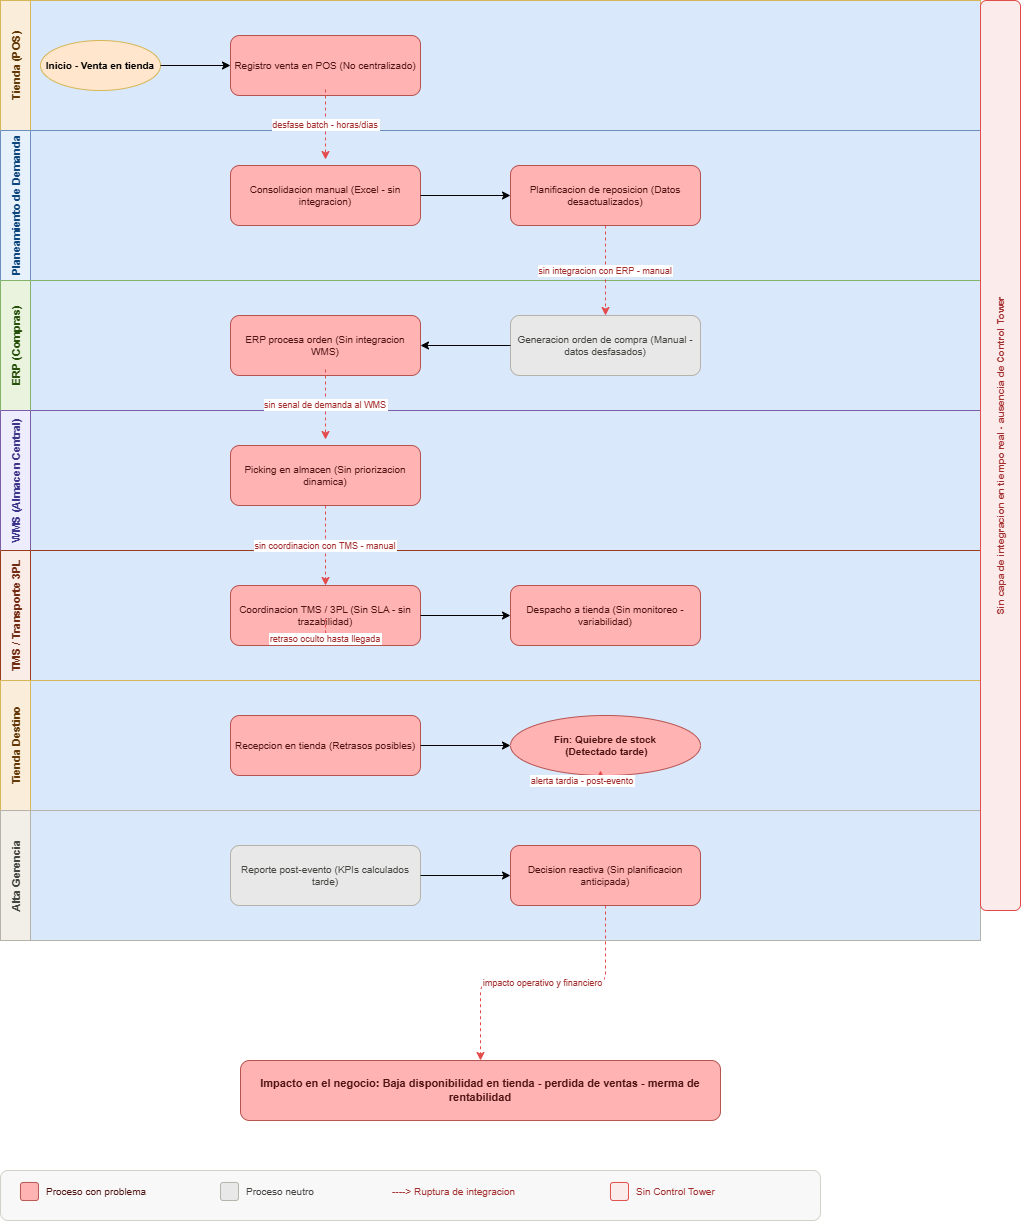 Tienda (POS)
Inicio - Venta en tienda
Registro venta en POS (No centralizado)
desfase batch - horas/dias
Planeamiento de Demanda
Consolidacion manual (Excel - sin
integracion)
Planificacion de reposicion (Datos
desactualizados)
sin integracion con ERP - manual
ERP (Compras)
ERP procesa orden (Sin integracion
WMS)
Generacion orden de compra (Manual -
datos desfasados)
sin senal de demanda al WMS
WMS (Almacen Central)
Picking en almacen (Sin priorizacion
dinamica)
sin coordinacion con TMS - manual
TMS / Transporte 3PL
Coordinacion TMS / 3PL (Sin SLA - sin
trazabilidad)
retraso oculto hasta llegada
Despacho a tienda (Sin monitoreo -
variabilidad)
Tienda Destino
Recepcion en tienda (Retrasos posibles)
Fin: Quiebre de stock
(Detectado tarde)
alerta tardia - post-evento
Alta Gerencia
Reporte post-evento (KPIs calculados
tarde)
Decision reactiva (Sin planificacion
anticipada)
Sin capa de integracion en tiempo real - ausencia de Control Tower
impacto operativo y financiero
Impacto en el negocio: Baja disponibilidad en tienda - perdida de ventas - merma de
rentabilidad
Proceso con problema
Proceso neutro
----> Ruptura de integracion
Sin Control Tower